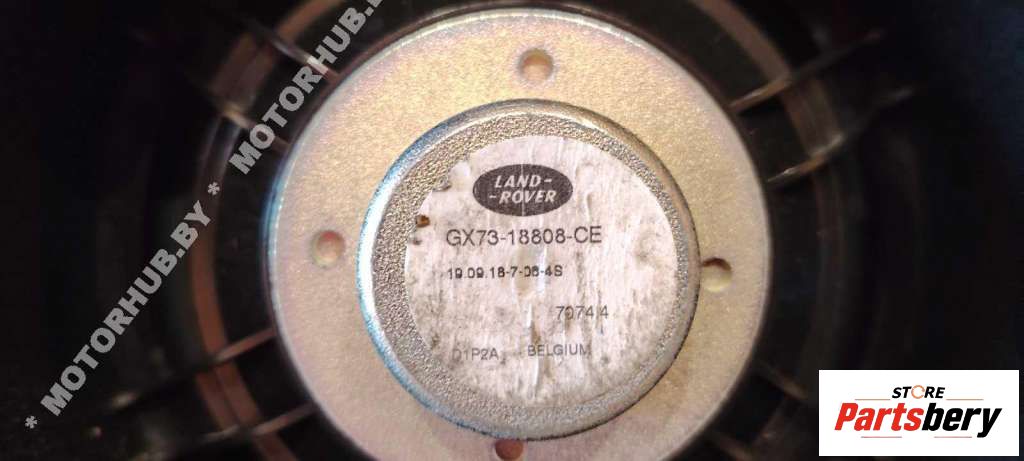 * MOTORHUB.BY * MOTORHUB.BY
LAND-
-ROVER
GX73-18808-CE
19.09.18-7-06-4S
7074 4
D1P2A BELGIUM
STORE
Partsbery